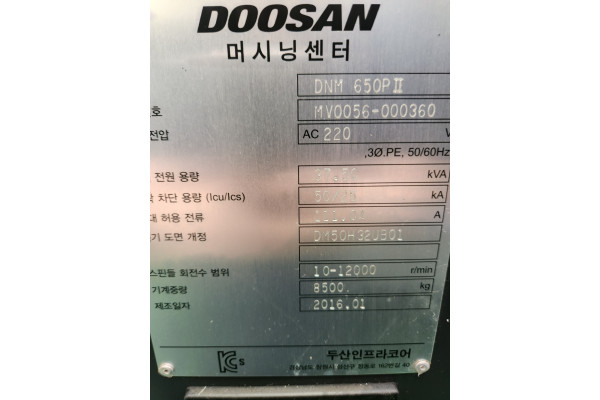 DOOSAN
머시닝센터
DNM 650PⅡ
호 MV0056-000360
전압 AC 220 V
,3Ø.PE, 50/60Hz
전원 용량 kVA
차단 용량 (Icu/Ics) kA
대 허용 전류 A
기 도면 개정
스핀들 회전수 범위 10-12000 r/min
기계중량 8500 kg
제조일자 2016.01
KCs 두산인프라코어